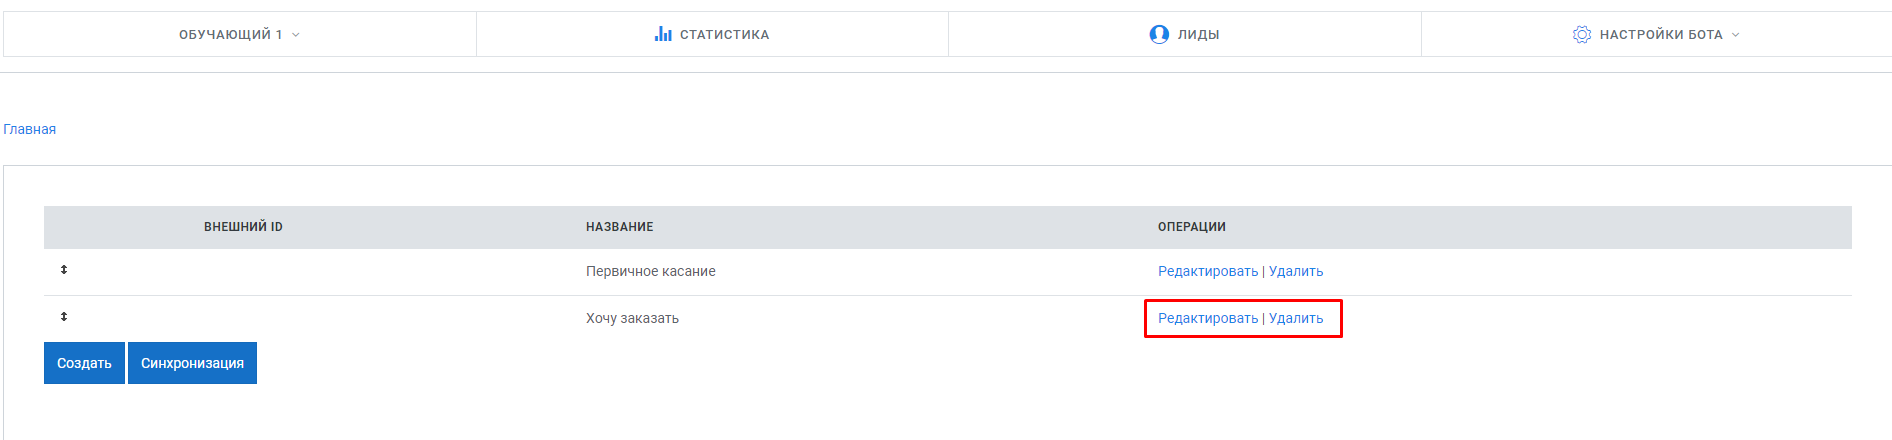 ОБУЧАЮЩИЙ 1
СТАТИСТИКА
ЛИДЫ
НАСТРОЙКИ БОТА
Главная
ВНЕШНИЙ ID НАЗВАНИЕ ОПЕРАЦИИ
Первичное касание Редактировать | Удалить
Хочу заказать Редактировать | Удалить
Создать Синхронизация